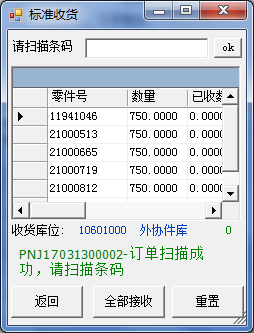 标准收货
请扫描条码 ok
零件号 数量 已收数
11941046 750.0000 0.0000
21000513 750.0000 0.0000
21000665 750.0000 0.0000
21000719 750.0000 0.0000
21000812 750.0000 0.0000
收货库位: 10601000 外协件库 0
PNJ17031300002-订单扫描成
功，请扫描条码
返回 全部接收 重置